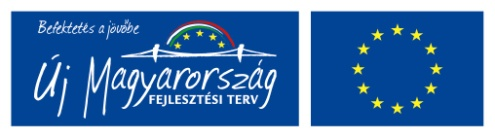 Befektetés a jövőbe
Új Magyarország
FEJLESZTÉSI TERV